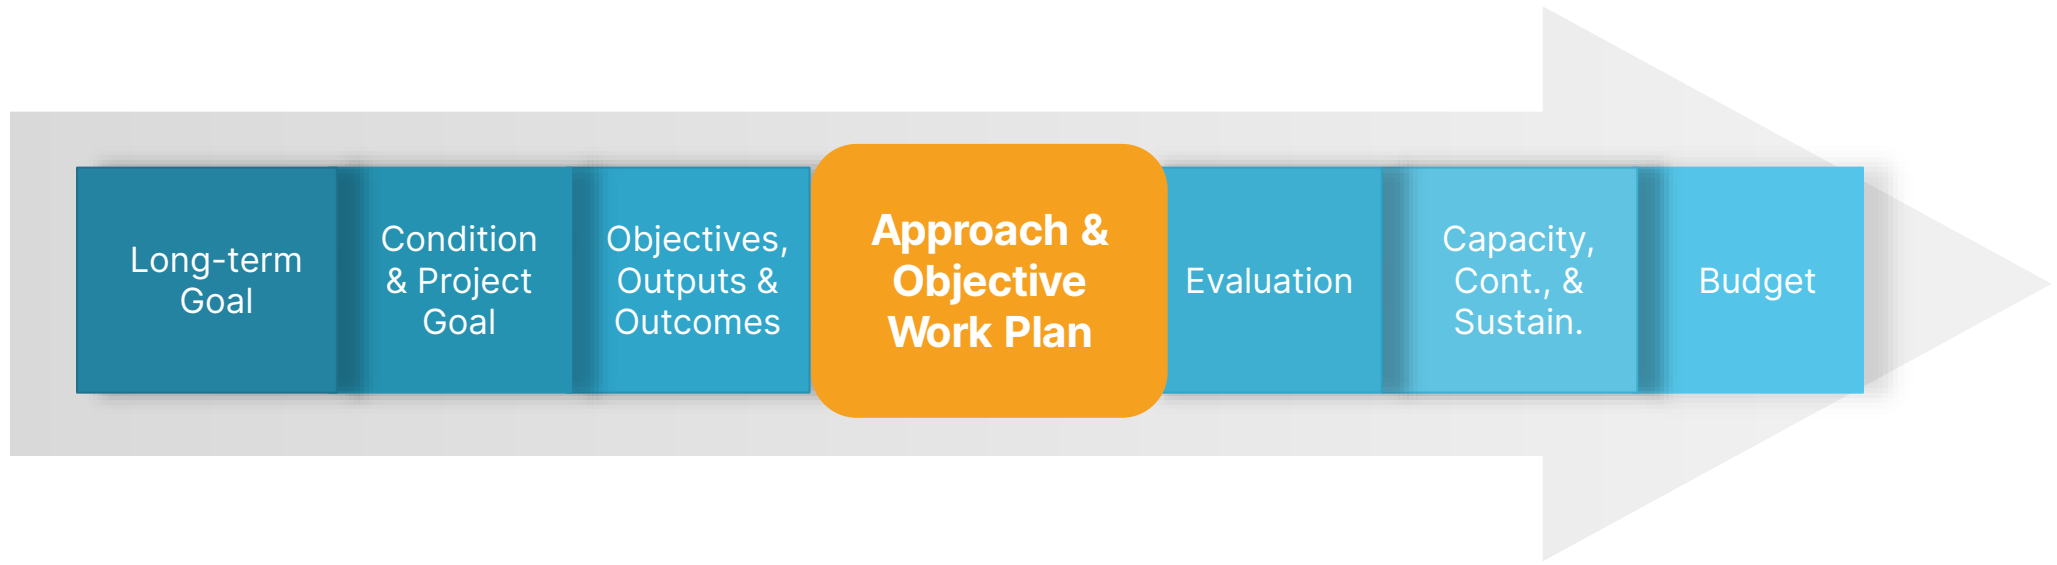 Long-term
Goal
Condition
& Project
Goal
Objectives,
Outputs &
Outcomes
Approach &
Objective
Work Plan
Evaluation
Capacity,
Cont., &
Sustain.
Budget